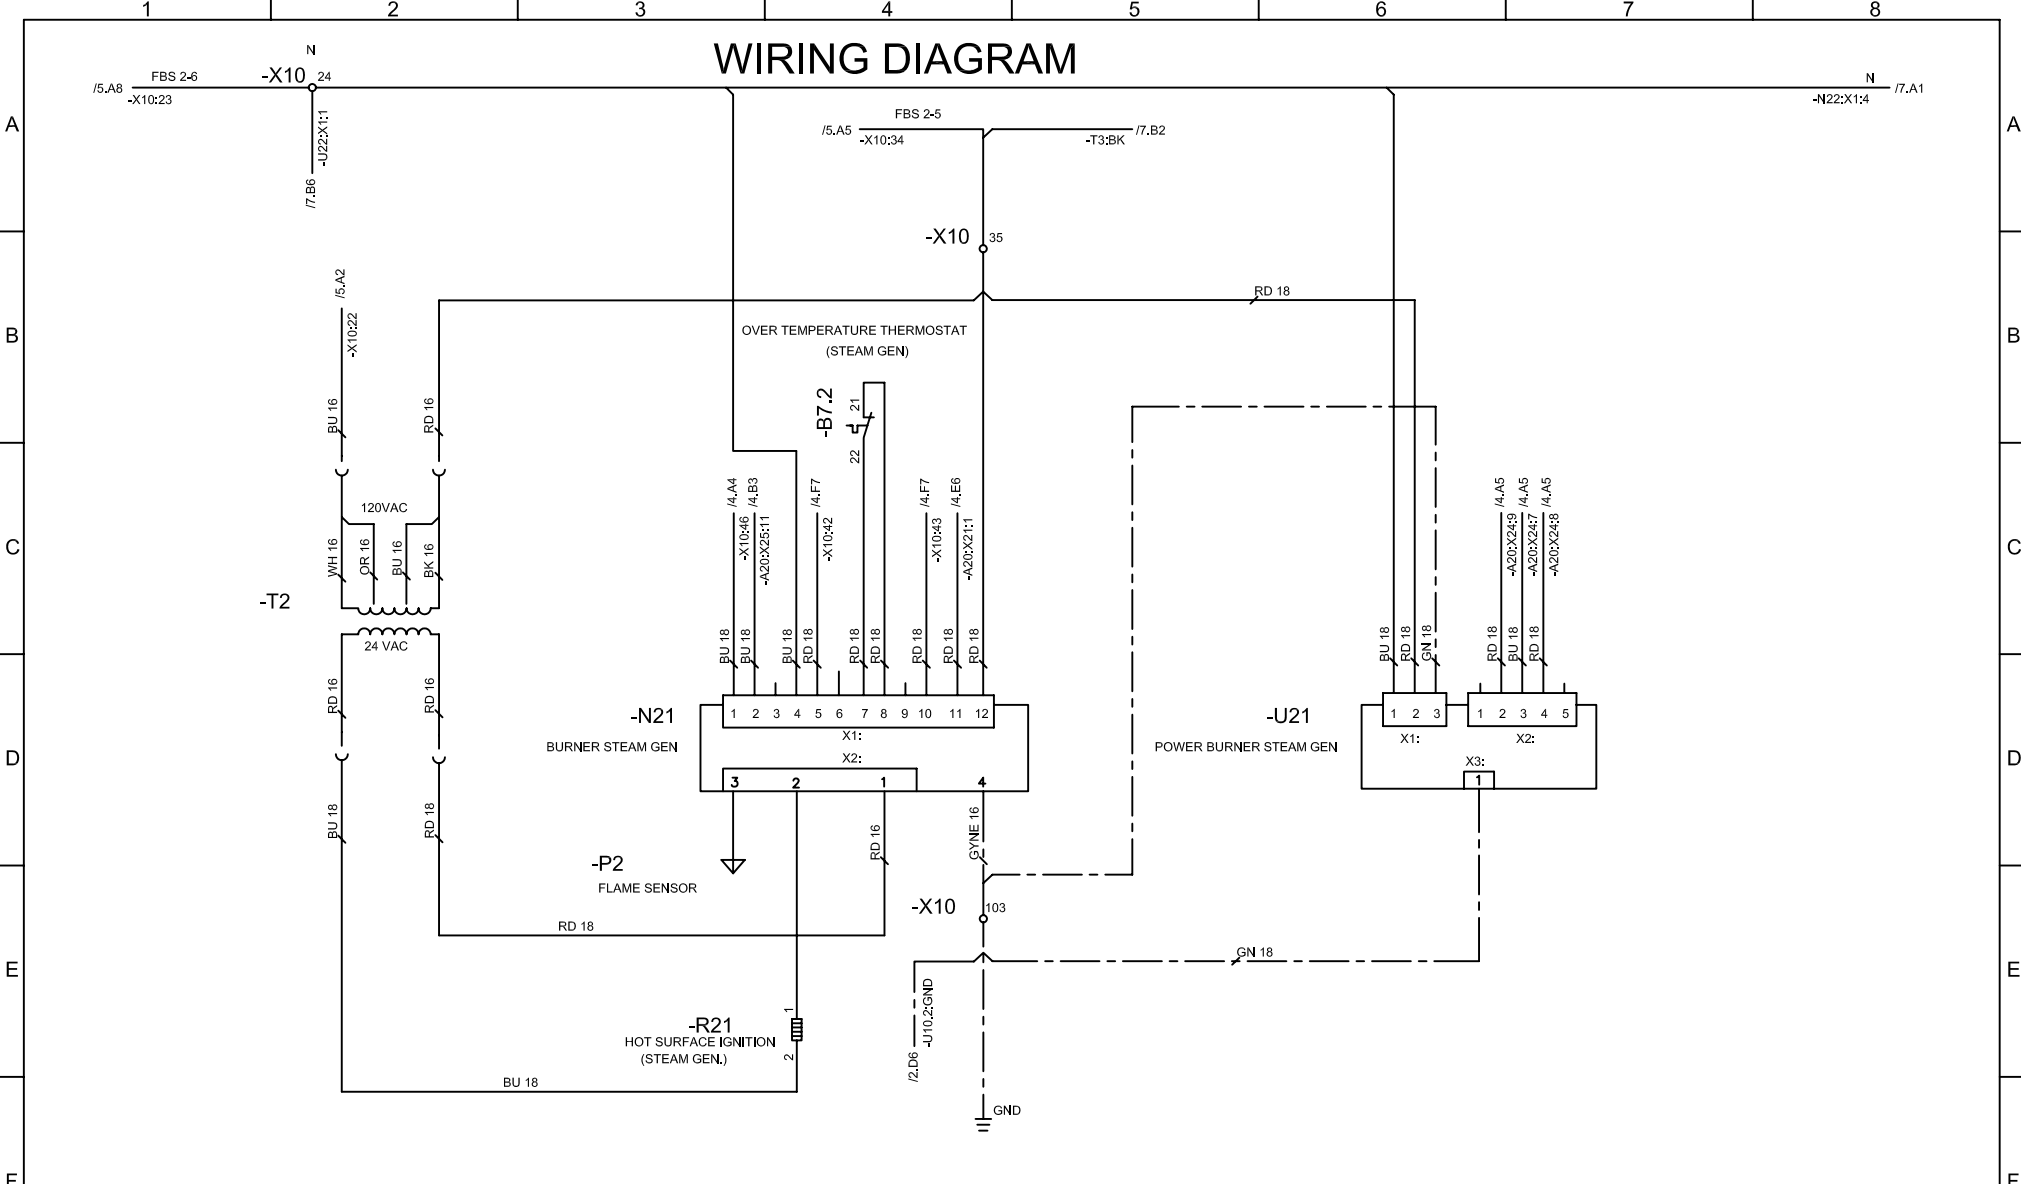 1 2 3 4 5 6 7 8
WIRING DIAGRAM
N
-X10 24
FBS 2-6
/5.A8
-X10:23
-U22:X1:1
/7.B6
N
/7.A1
-N22:X1:4
A A
FBS 2-5
/5.A5
-X10:34
/7.B2
-T3:BK
-X10 35
/5.A2
-X10:22
RD 18
B B
OVER TEMPERATURE THERMOSTAT
(STEAM GEN)
-B7.2
21
22
BU 16
RD 16
120VAC
WH 16
OR 16
BU 16
BK 16
-T2
24 VAC
/4.A4
-X10:46
/4.B3
-A20:X25:11
/4.F7
-X10:42
/4.F7
-X10:43
/4.E6
-A20:X21:1
/4.A5
-A20:X24:9
/4.A5
-A20:X24:7
/4.A5
-A20:X24:8
C C
BU 18
BU 18
BU 18
RD 18
RD 18
RD 18
RD 18
RD 18
RD 18
BU 18
RD 18
GN 18
RD 18
BU 18
RD 18
RD 16
RD 16
-N21
BURNER STEAM GEN
1 2 3 4 5 6 7 8 9 10 11 12
X1:
X2:
3 2 1 4
-U21
POWER BURNER STEAM GEN
1 2 3
X1:
1 2 3 4 5
X2:
X3:
1
D D
BU 18
RD 18
RD 16
GYNE 16
-P2
FLAME SENSOR
-X10 103
RD 18
GN 18
E E
-U10.2:GND
/2.D6
-R21
HOT SURFACE IGNITION
(STEAM GEN.)
1
2
BU 18
GND
F F